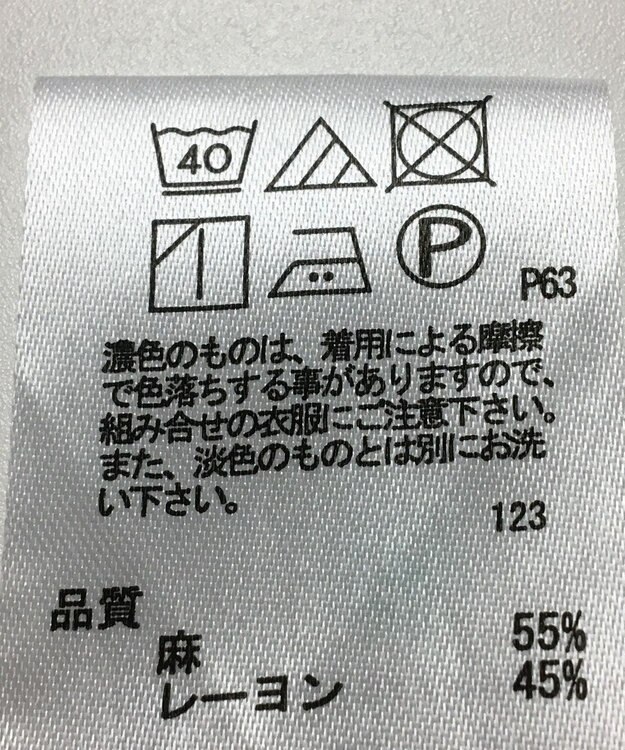 40
P
P63
濃色のものは、着用による摩擦
で色落ちする事がありますので、
組み合せの衣服にご注意下さい。
また、淡色のものとは別にお洗
い下さい。
123
品質
麻 55%
レーヨン 45%